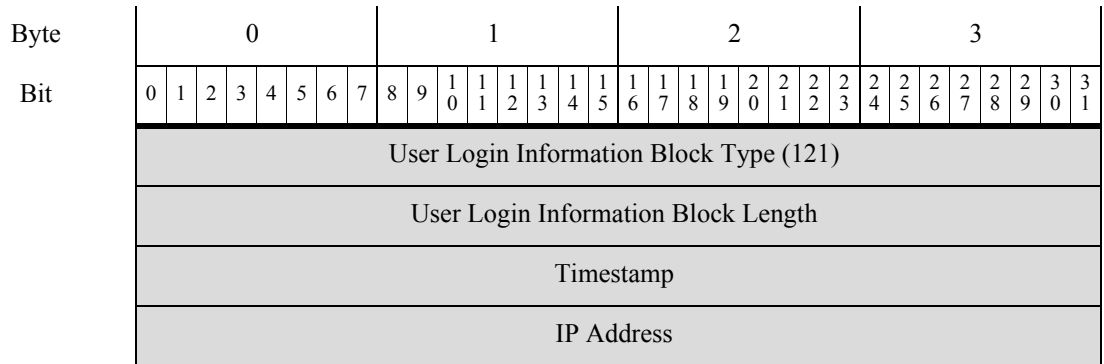 Byte 0 1 2 3
Bit 0 1 2 3 4 5 6 7 8 9 10 11 12 13 14 15 16 17 18 19 20 21 22 23 24 25 26 27 28 29 30 31
User Login Information Block Type (121)
User Login Information Block Length
Timestamp
IP Address